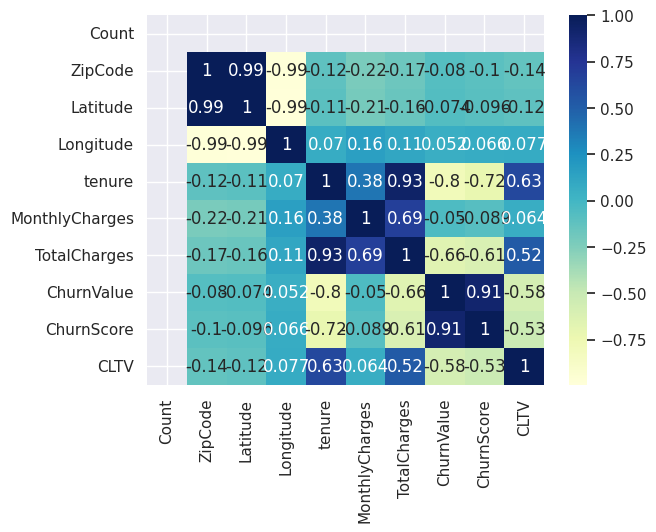 Count
ZipCode 1 0.99 -0.99 -0.12 -0.22 -0.17 -0.08 -0.1 -0.14
Latitude 0.99 1 -0.99 -0.11 -0.21 -0.16 -0.074 -0.096 -0.12
Longitude -0.99 -0.99 1 0.07 0.16 0.11 0.052 0.066 0.077
tenure -0.12 -0.11 0.07 1 0.38 0.93 -0.8 -0.72 0.63
MonthlyCharges -0.22 -0.21 0.16 0.38 1 0.69 -0.05 -0.089 0.064
TotalCharges -0.17 -0.16 0.11 0.93 0.69 1 -0.66 -0.61 0.52
ChurnValue -0.08 -0.074 0.052 -0.8 -0.05 -0.66 1 0.91 -0.58
ChurnScore -0.1 -0.096 0.066 -0.72 -0.089 -0.61 0.91 1 -0.53
CLTV -0.14 -0.12 0.077 0.63 0.064 0.52 -0.58 -0.53 1
Count
ZipCode
Latitude
Longitude
tenure
MonthlyCharges
TotalCharges
ChurnValue
ChurnScore
CLTV
1.00
0.75
0.50
0.25
0.00
−0.25
−0.50
−0.75